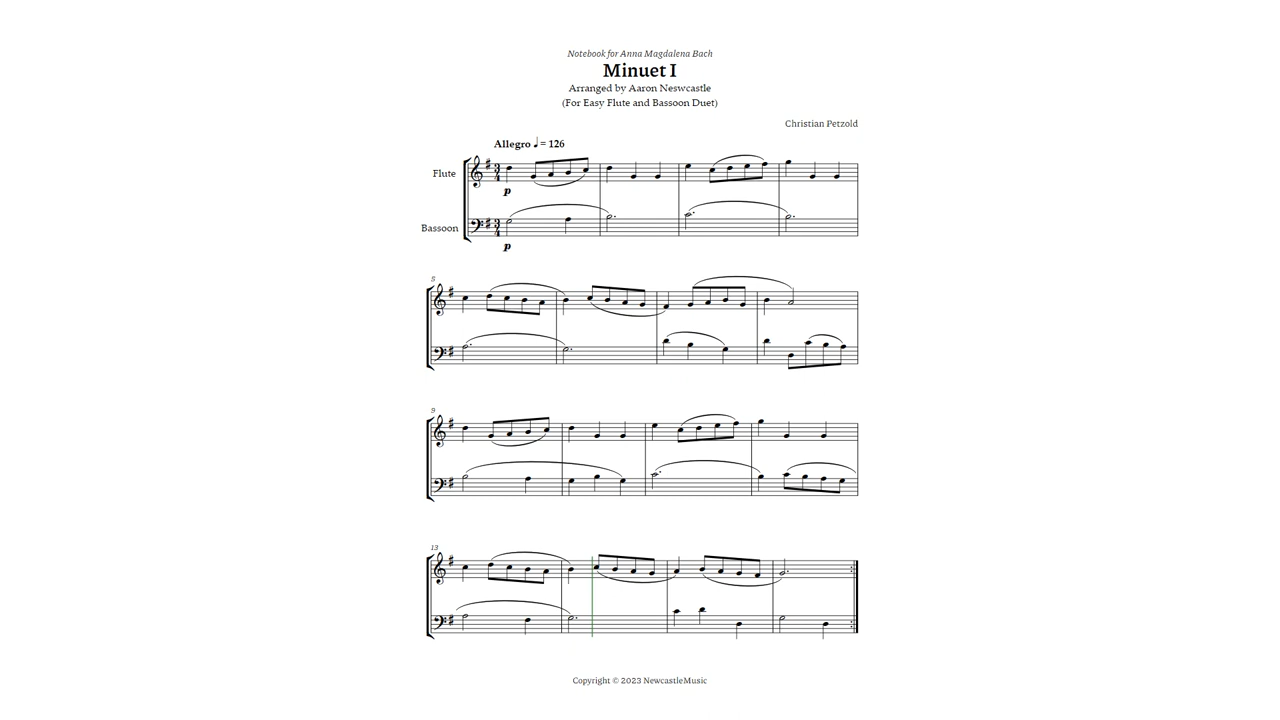 Notebook for Anna Magdalena Bach
Minuet I
Arranged by Aaron Neswcastle
(For Easy Flute and Bassoon Duet)
Christian Petzold
Allegro ♩ = 126
Flute
p
Bassoon
p
5
9
13
Copyright © 2023 NewcastleMusic